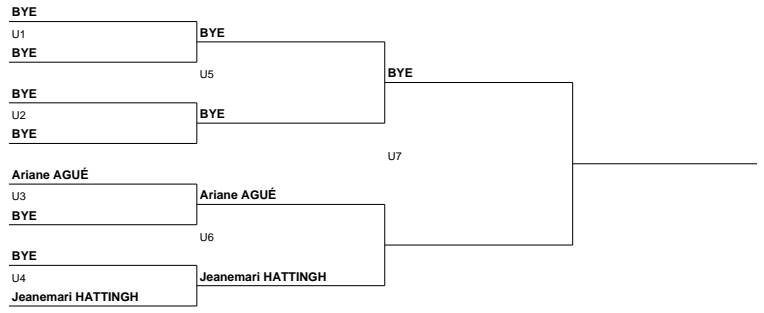 BYE
U1
BYE
BYE
U5
BYE
BYE
U2
BYE
BYE
U7
Ariane AGUÉ
U3
Ariane AGUÉ
BYE
U6
BYE
U4
Jeanemari HATTINGH
Jeanemari HATTINGH